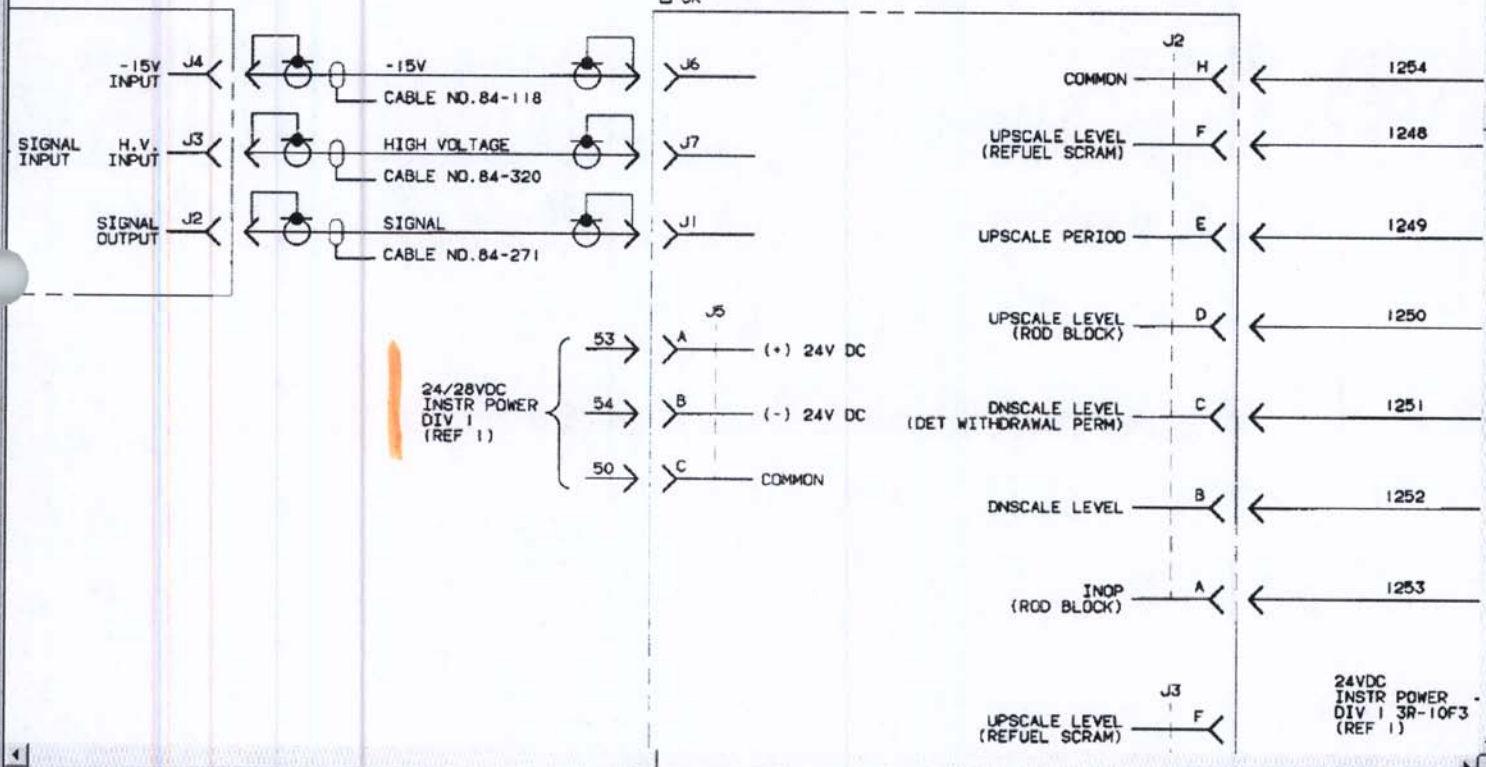 -15V
INPUT
J4
-15V
CABLE NO.84-118
J6
SIGNAL
INPUT
H.V.
INPUT
J3
HIGH VOLTAGE
CABLE NO.84-320
J7
SIGNAL
OUTPUT
J2
SIGNAL
CABLE NO.84-271
J1
24/28VDC
INSTR POWER
DIV 1
(REF 1)
J5
53
A
(+) 24V DC
54
B
(-) 24V DC
50
C
COMMON
J2
COMMON
H
1254
UPSCALE LEVEL
(REFUEL SCRAM)
F
1248
UPSCALE PERIOD
E
1249
UPSCALE LEVEL
(ROD BLOCK)
D
1250
DNSCALE LEVEL
(DET WITHDRAWAL PERM)
C
1251
DNSCALE LEVEL
B
1252
INOP
(ROD BLOCK)
A
1253
J3
UPSCALE LEVEL
(REFUEL SCRAM)
F
24VDC
INSTR POWER
DIV 1 3R-10F3
(REF 1)